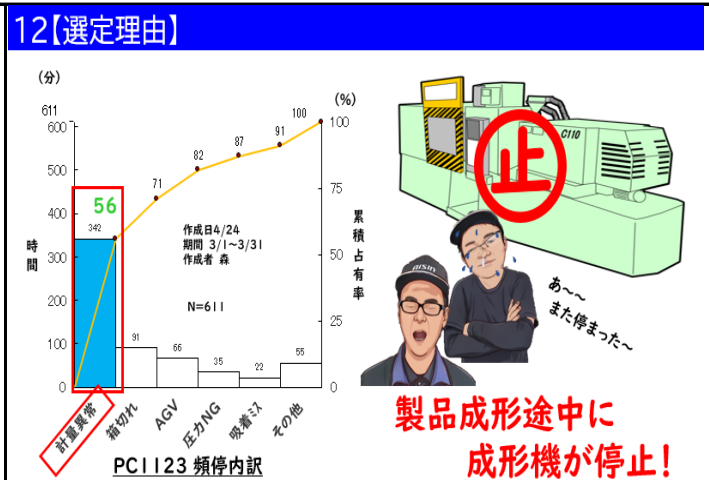 12【選定理由】
(分)
(%)
611
600
500
400
300
200
100
0
時間
56
342
91
66
35
22
55
71
82
87
91
100
100
75
50
25
0
累積占有率
作成日4/24
期間 3/1~3/31
作成者 森
N=611
計量異常
箱切れ
AGV
圧力NG
吸着ミス
その他
PC1123 頻停内訳
C110
止
AISIN
あ~~
また停まった~
製品成形途中に
成形機が停止!